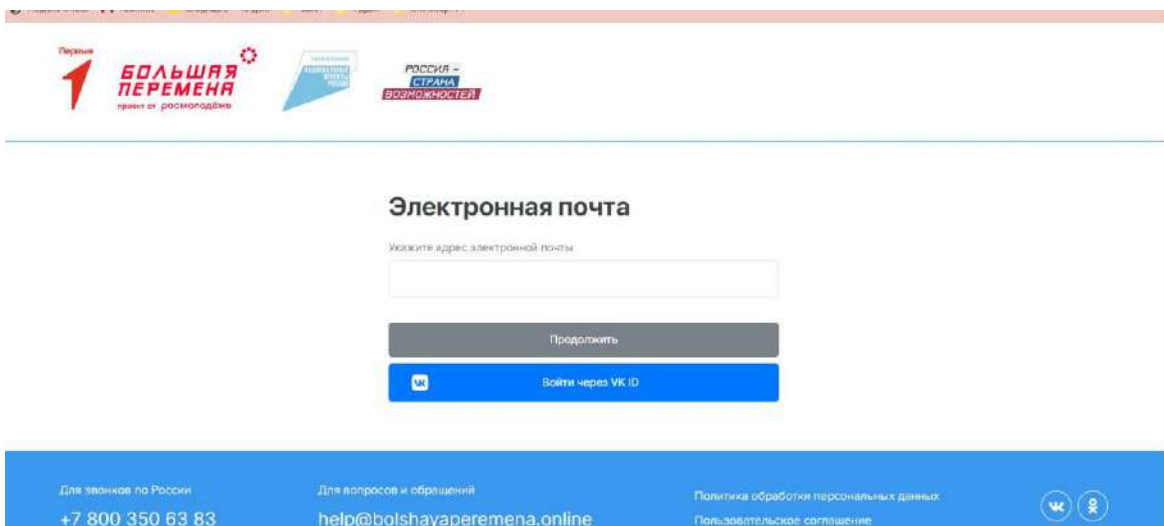 Первые
1
БОЛЬШАЯ
ПЕРЕМЕНА
проект от росмолодёжь
РОССИЯ –
СТРАНА
ВОЗМОЖНОСТЕЙ
Электронная почта
Укажите адрес электронной почты
Продолжить
Войти через VK ID
Для звонков по России
+7 800 350 63 83
Для вопросов и обращений
help@bolshayaperemena.online
Политика обработки персональных данных
Пользовательское соглашение